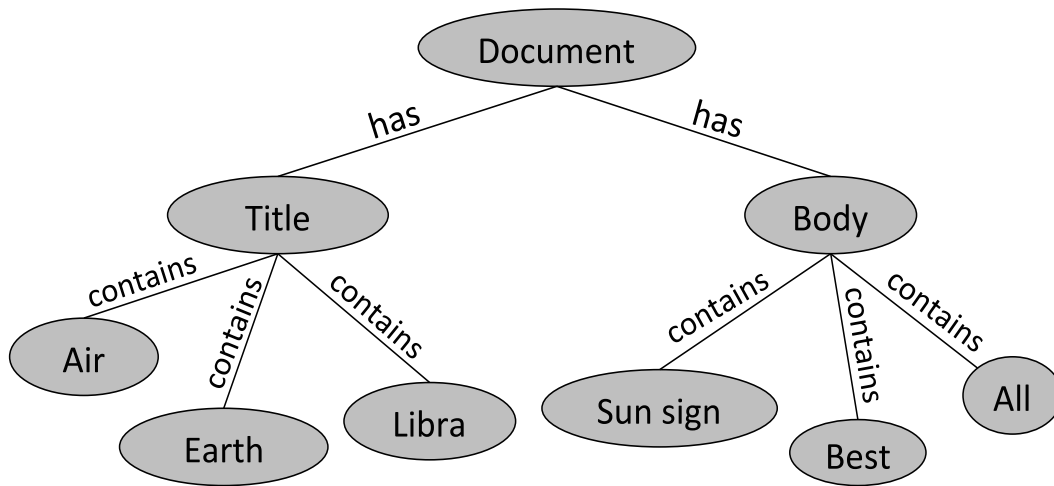 Document
has
has
Title
Body
contains
contains
contains
contains
contains
contains
Air
Earth
Libra
Sun sign
Best
All